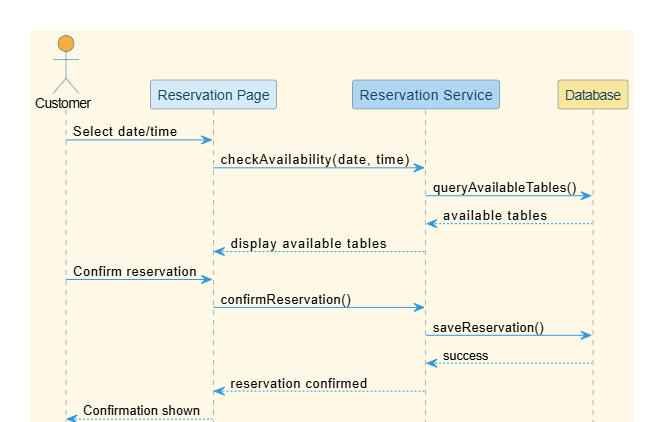 Customer
Reservation Page
Reservation Service
Database
Select date/time
checkAvailability(date, time)
queryAvailableTables()
available tables
display available tables
Confirm reservation
confirmReservation()
saveReservation()
success
reservation confirmed
Confirmation shown